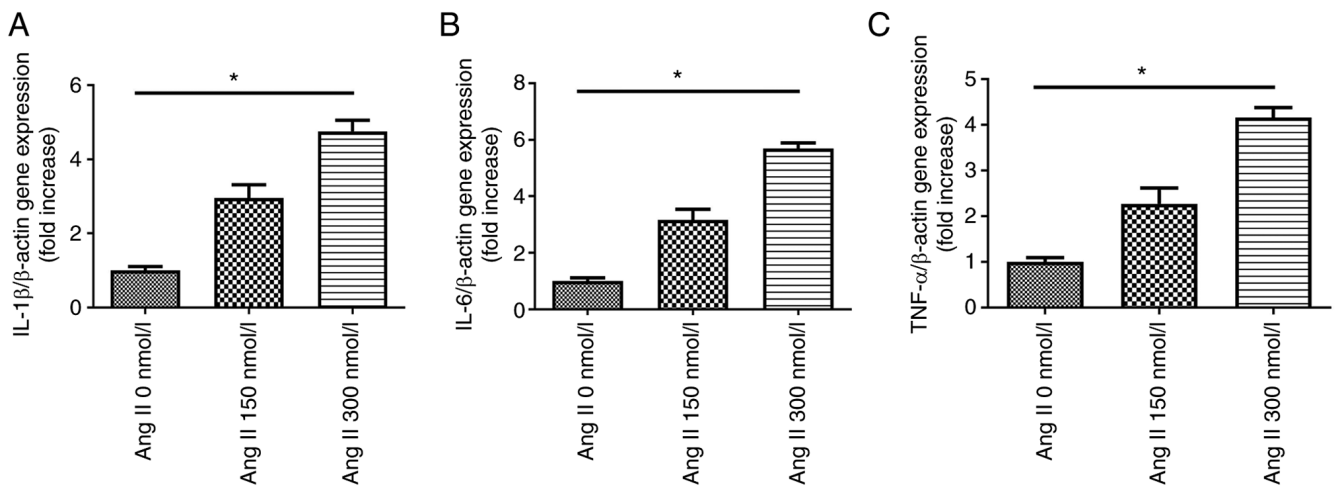 A
IL-1β/β-actin gene expression
(fold increase)
6
4
2
0
*
Ang II 0 nmol/l
Ang II 150 nmol/l
Ang II 300 nmol/l
B
IL-6/β-actin gene expression
(fold increase)
8
6
4
2
0
*
Ang II 0 nmol/l
Ang II 150 nmol/l
Ang II 300 nmol/l
C
TNF-α/β-actin gene expression
(fold increase)
5
4
3
2
1
0
*
Ang II 0 nmol/l
Ang II 150 nmol/l
Ang II 300 nmol/l